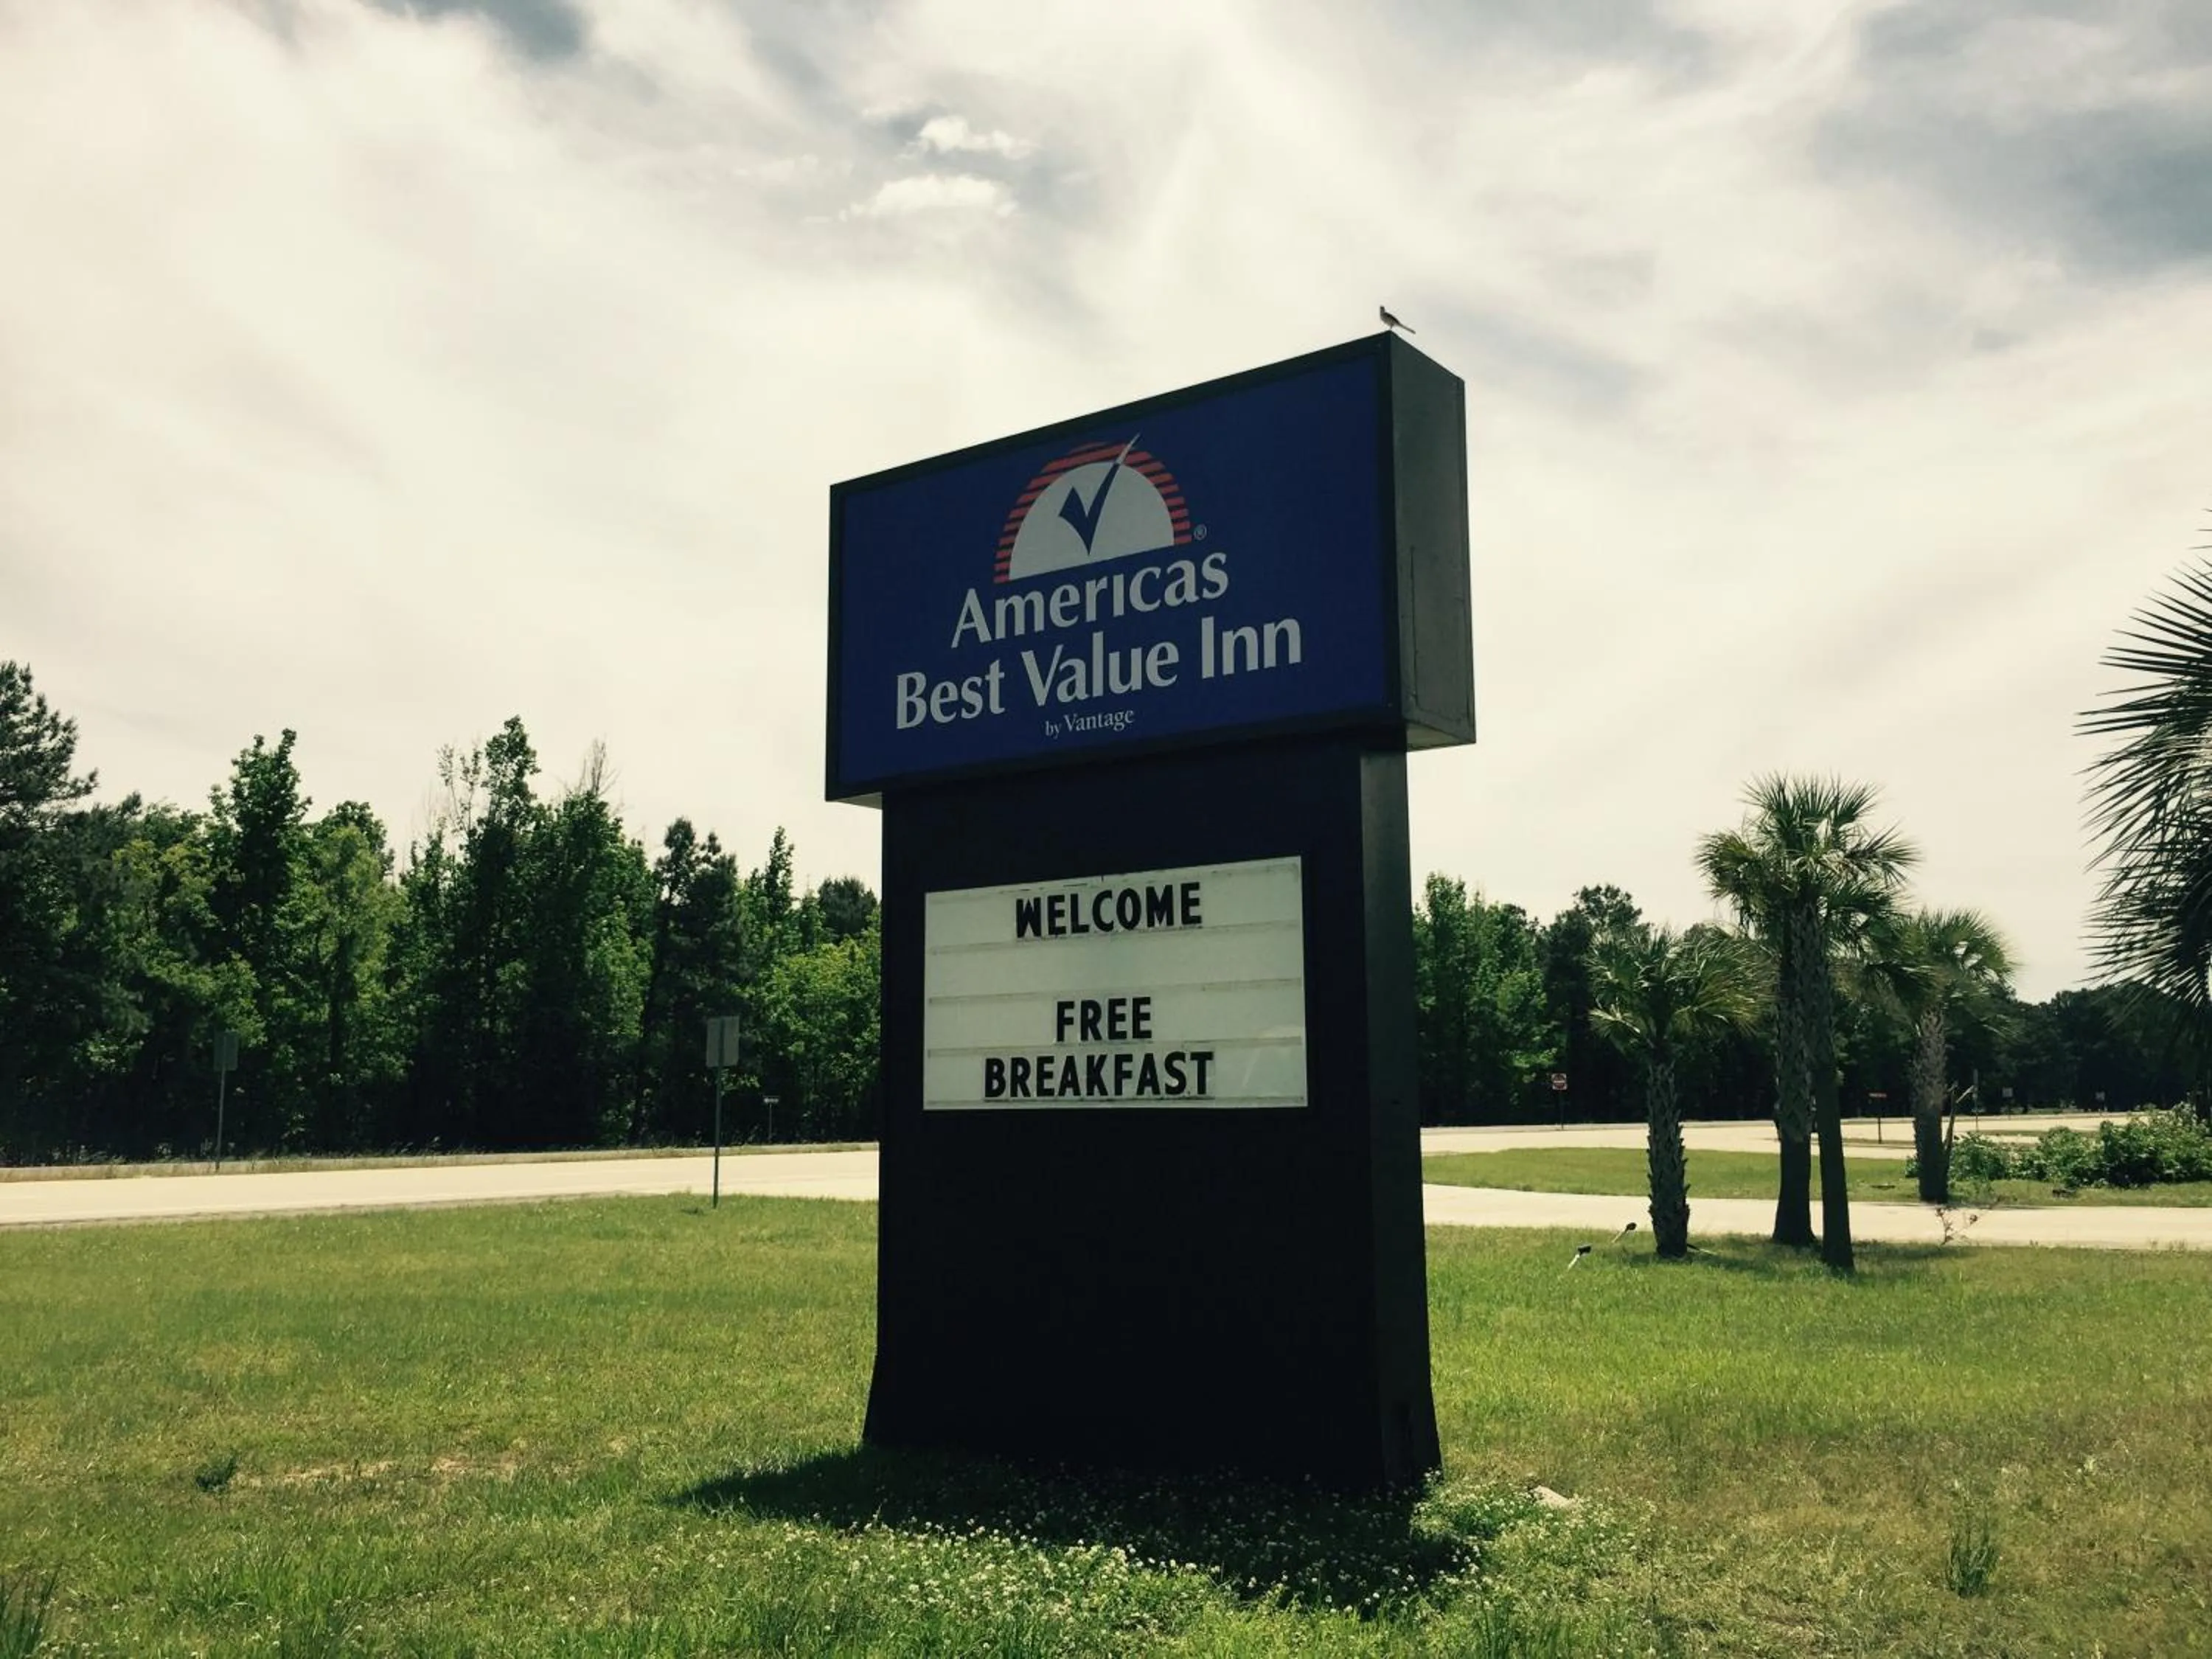 ®
Americas
Best Value Inn
by Vantage
WELCOME
FREE
BREAKFAST